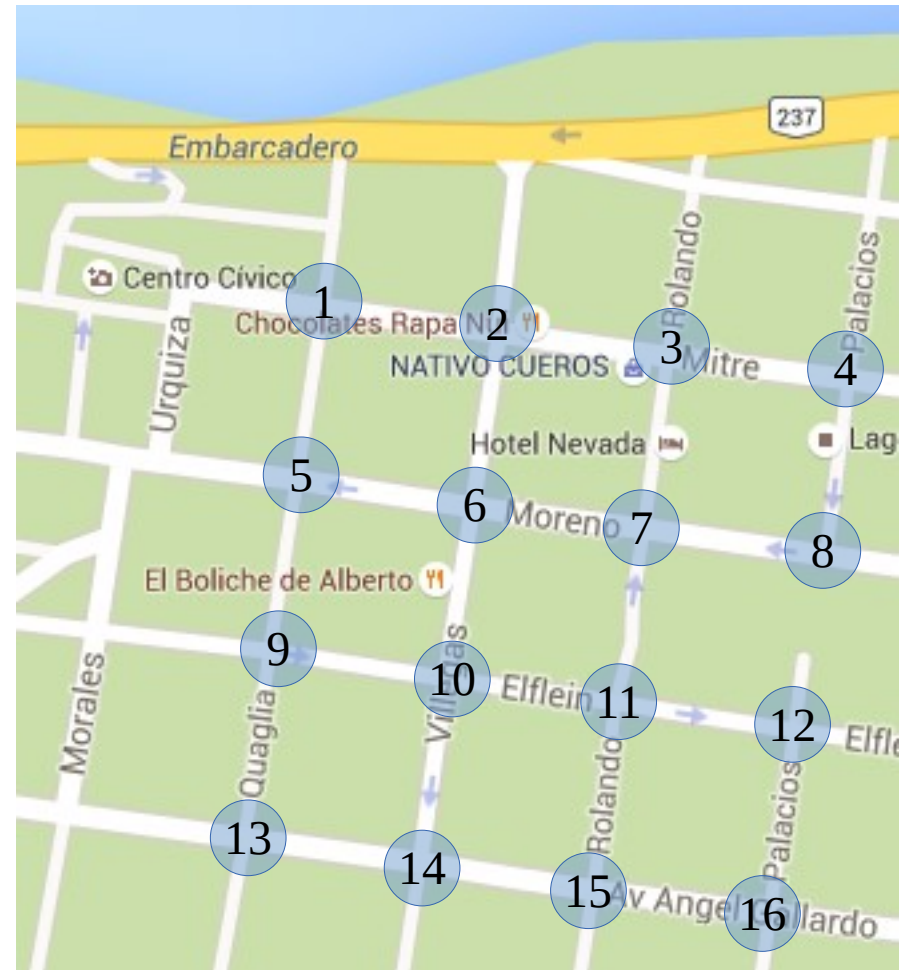 237
Embarcadero
Rolando
Palacios
Centro Cívico
1
Chocolates Rapa Nui
2
3
Mitre
4
NATIVO CUEROS
Urquiza
Hotel Nevada
Lag
5
6
Moreno
7
8
El Boliche de Alberto
9
10
Elflein
11
12
Elfle
Morales
Quaglia
Villegas
Rolando
Palacios
13
14
15
Av Angel Gallardo
16